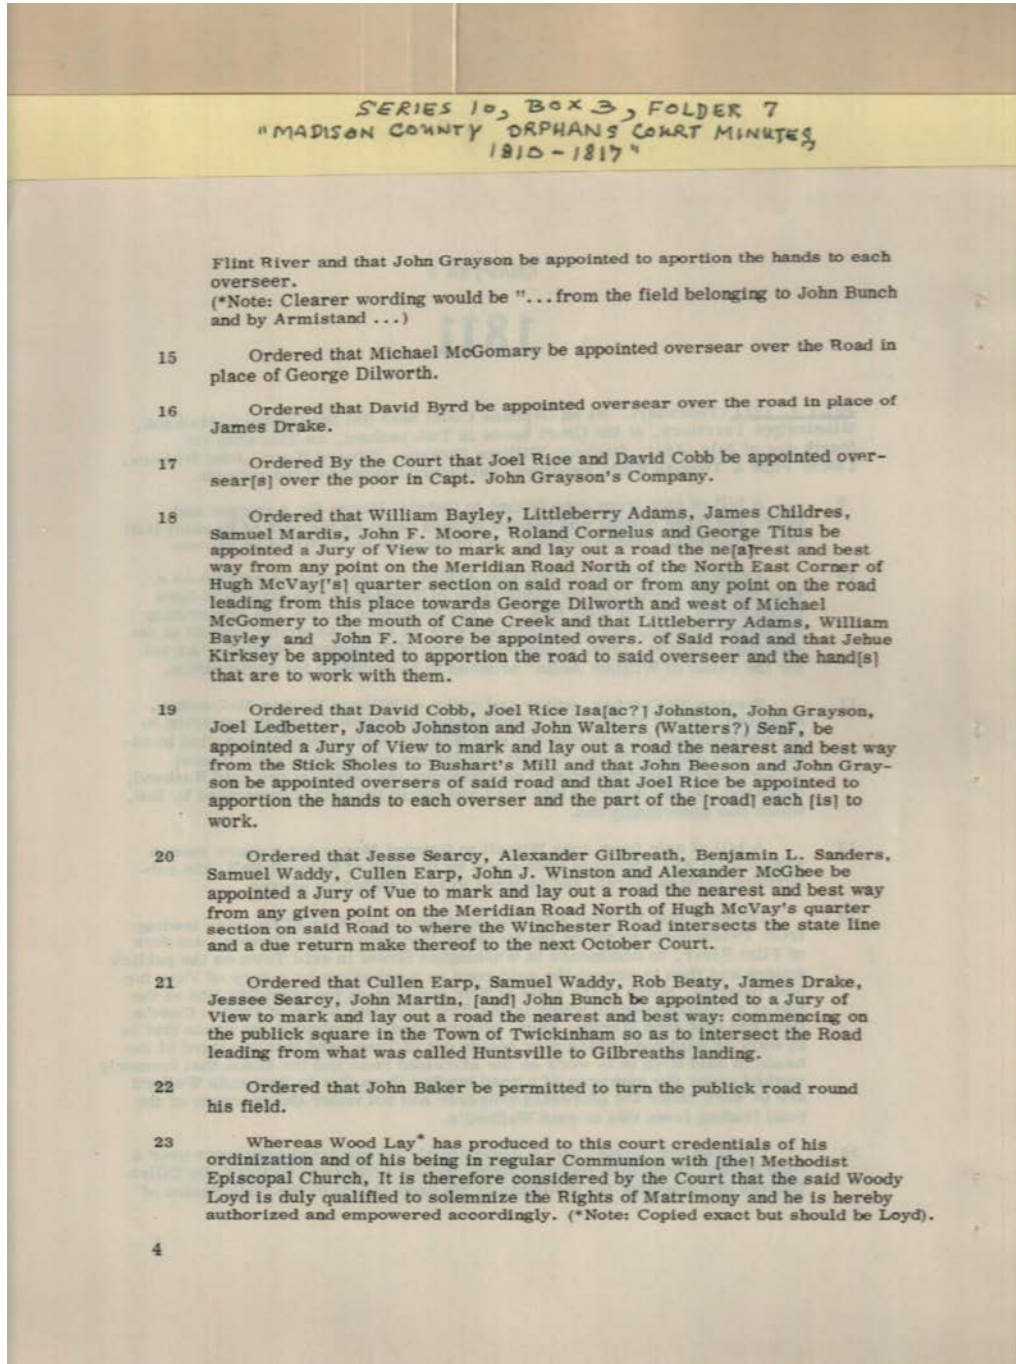 SERIES 10, BOX 3, FOLDER 7
"MADISON COUNTY ORPHANS COURT MINUTES,
1810-1817"
Flint River and that John Grayson be appointed to aportion the hands to each
overseer.
(*Note: Clearer wording would be "...from the field belonging to John Bunch
and by Armistand ...)
15 Ordered that Michael McGomary be appointed oversear over the Road in
place of George Dilworth.
16 Ordered that David Byrd be appointed oversear over the road in place of
James Drake.
17 Ordered By the Court that Joel Rice and David Cobb be appointed over-
sear[s] over the poor in Capt. John Grayson's Company.
18 Ordered that William Bayley, Littleberry Adams, James Childres,
Samuel Mardis, John F. Moore, Roland Cornelus and George Titus be
appointed a Jury of View to mark and lay out a road the ne[a]rest and best
way from any point on the Meridian Road North of the North East Corner of
Hugh McVay['s] quarter section on said road or from any point on the road
leading from this place towards George Dilworth and west of Michael
McGomery to the mouth of Cane Creek and that Littleberry Adams, William
Bayley and John F. Moore be appointed overs. of Said road and that Jehue
Kirksey be appointed to apportion the road to said overseer and the hand[s]
that are to work with them.
19 Ordered that David Cobb, Joel Rice Isa[ac?] Johnston, John Grayson,
Joel Ledbetter, Jacob Johnston and John Walters (Watters?) Senr, be
appointed a Jury of View to mark and lay out a road the nearest and best way
from the Stick Sholes to Bushart's Mill and that John Beeson and John Gray-
son be appointed oversers of said road and that Joel Rice be appointed to
apportion the hands to each overser and the part of the [road] each [is] to
work.
20 Ordered that Jesse Searcy, Alexander Gilbreath, Benjamin L. Sanders,
Samuel Waddy, Cullen Earp, John J. Winston and Alexander McGhee be
appointed a Jury of Vue to mark and lay out a road the nearest and best way
from any given point on the Meridian Road North of Hugh McVay's quarter
section on said Road to where the Winchester Road intersects the state line
and a due return make thereof to the next October Court.
21 Ordered that Cullen Earp, Samuel Waddy, Rob Beaty, James Drake,
Jessee Searcy, John Martin, [and] John Bunch be appointed to a Jury of
View to mark and lay out a road the nearest and best way: commencing on
the publick square in the Town of Twickinham so as to intersect the Road
leading from what was called Huntsville to Gilbreaths landing.
22 Ordered that John Baker be permitted to turn the publick road round
his field.
23 Whereas Wood Lay* has produced to this court credentials of his
ordinization and of his being in regular Communion with [the] Methodist
Episcopal Church, It is therefore considered by the Court that the said Woody
Loyd is duly qualified to solemnize the Rights of Matrimony and he is hereby
authorized and empowered accordingly. (*Note: Copied exact but should be Loyd).
4